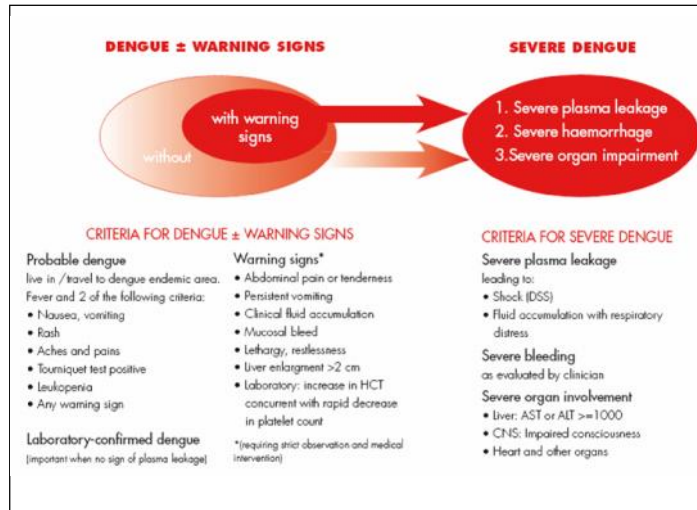 DENGUE ± WARNING SIGNS
SEVERE DENGUE
with warning
signs
without
1. Severe plasma leakage
2. Severe haemorrhage
3.Severe organ impairment
CRITERIA FOR DENGUE ± WARNING SIGNS
Probable dengue
live in /travel to dengue endemic area.
Fever and 2 of the following criteria:
• Nausea, vomiting
• Rash
• Aches and pains
• Tourniquet test positive
• Leukopenia
• Any warning sign
Laboratory-confirmed dengue
(important when no sign of plasma leakage)
Warning signs*
• Abdominal pain or tenderness
• Persistent vomiting
• Clinical fluid accumulation
• Mucosal bleed
• Lethargy, restlessness
• Liver enlargment >2 cm
• Laboratory: increase in HCT
concurrent with rapid decrease
in platelet count
*(requiring strict observation and medical
intervention)
CRITERIA FOR SEVERE DENGUE
Severe plasma leakage
leading to:
• Shock (DSS)
• Fluid accumulation with respiratory
distress
Severe bleeding
as evaluated by clinician
Severe organ involvement
• Liver: AST or ALT >=1000
• CNS: Impaired consciousness
• Heart and other organs